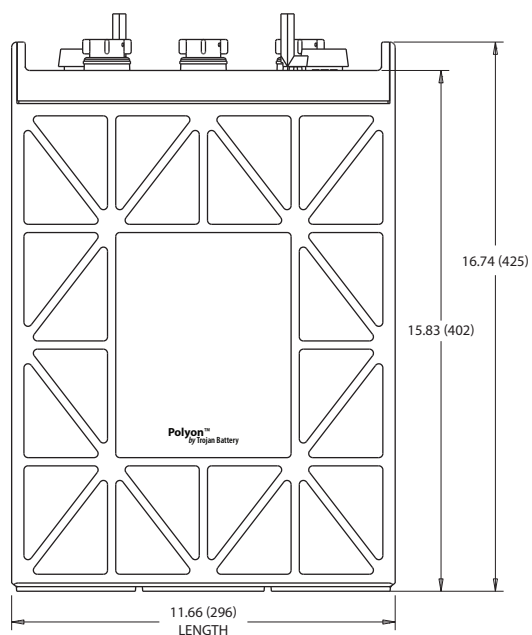 16.74 (425)
15.83 (402)
Polyon™
by Trojan Battery
11.66 (296)
LENGTH